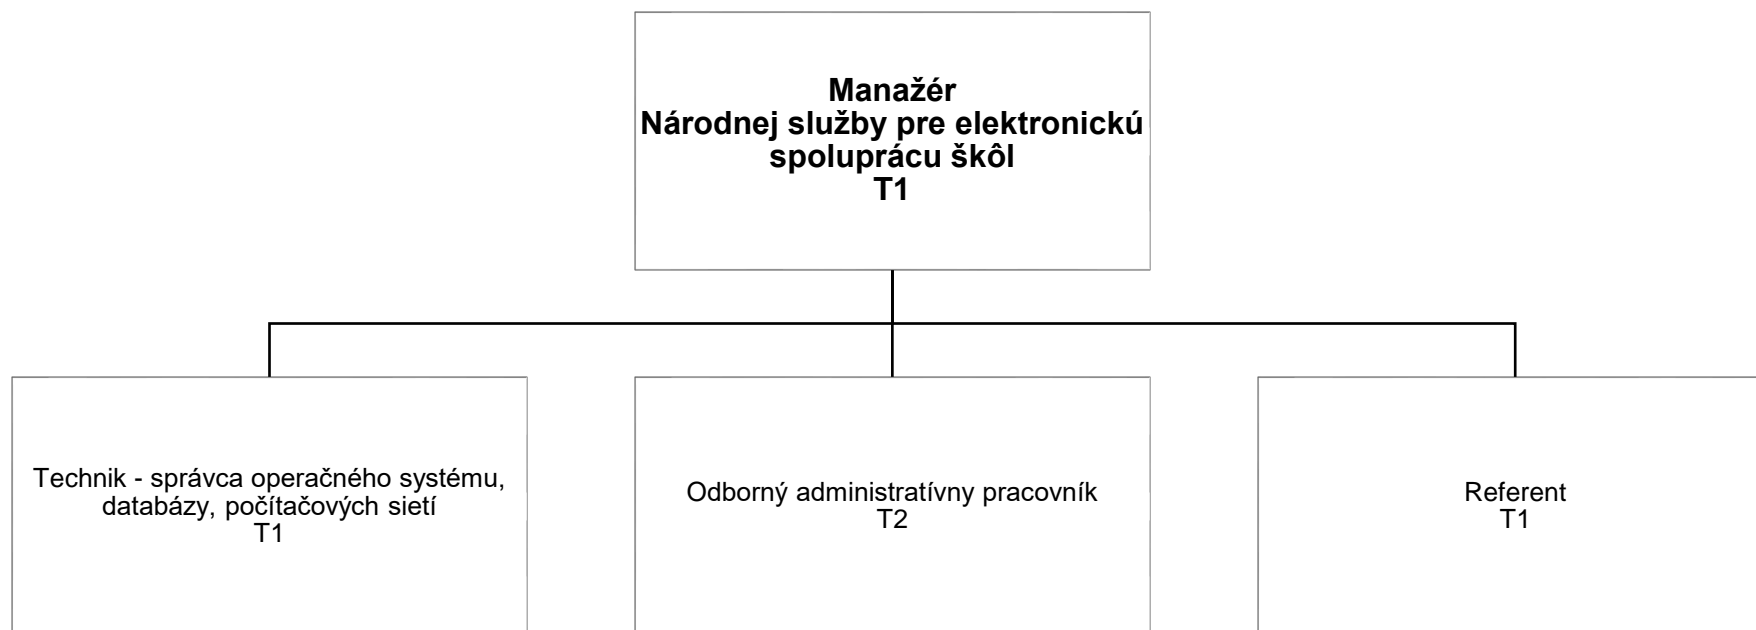 Manažér
Národnej služby pre elektronickú
spoluprácu škôl
T1
Technik - správca operačného systému,
databázy, počítačových sietí
T1
Odborný administratívny pracovník
T2
Referent
T1